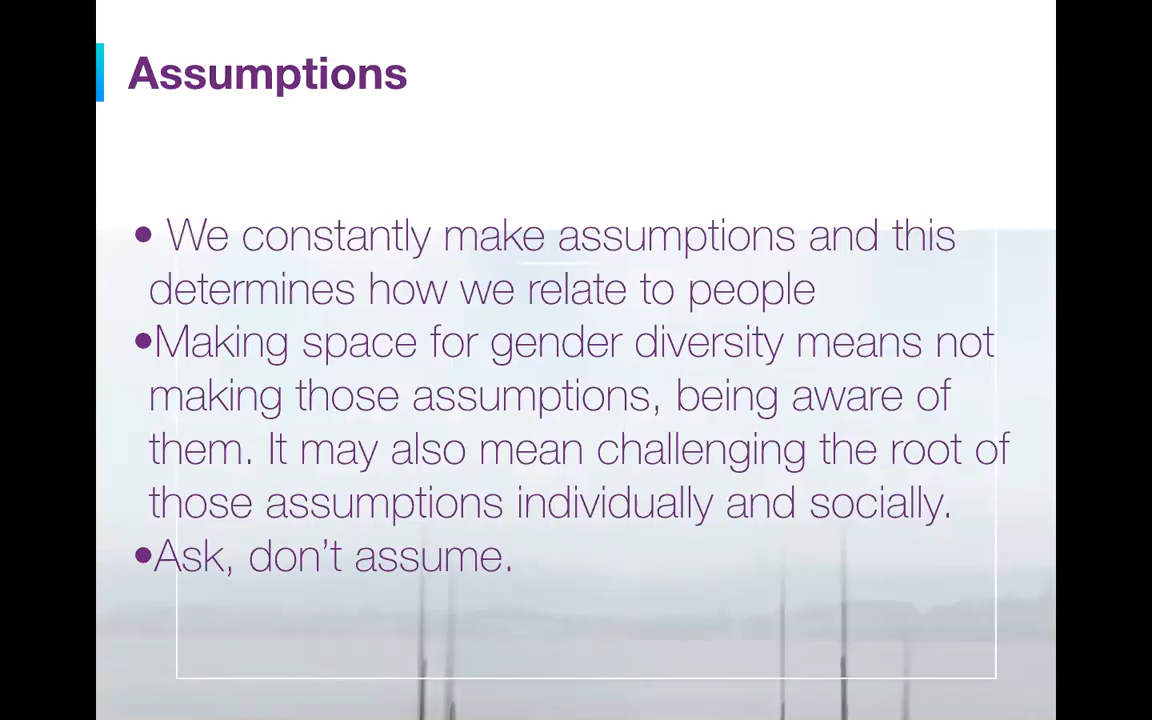 Assumptions
• We constantly make assumptions and this
determines how we relate to people
•Making space for gender diversity means not
making those assumptions, being aware of
them. It may also mean challenging the root of
those assumptions individually and socially.
•Ask, don’t assume.